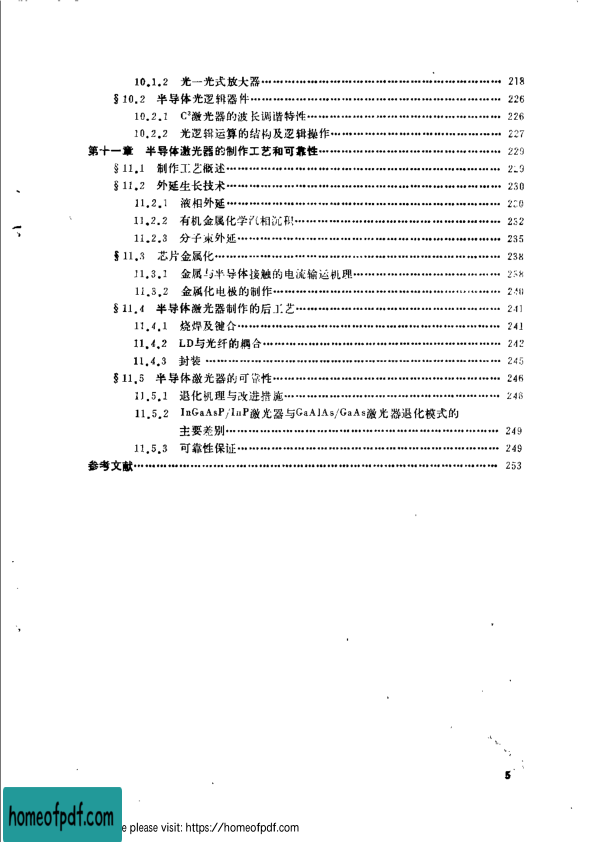 10.1.2 光—光式放大器…………………………………………… 218
§10.2 半导体光逻辑器件…………………………………………… 226
10.2.1 C³激光器的波长调谐特性…………………………………… 226
10.2.2 光逻辑运算的结构及逻辑操作……………………………… 227
第十一章 半导体激光器的制作工艺和可靠性……………………………… 229
§11.1 制作工艺概述………………………………………………… 229
§11.2 外延生长技术………………………………………………… 230
11.2.1 液相外延……………………………………………… 230
11.2.2 有机金属化学汽相沉积…………………………………… 232
11.2.3 分子束外延…………………………………………… 235
§11.3 芯片金属化…………………………………………………… 238
11.3.1 金属与半导体接触的电流输运机理……………………… 238
11.3.2 金属化电极的制作………………………………………… 240
§11.4 半导体激光器制作的后工艺…………………………………… 241
11.4.1 烧焊及键合……………………………………………… 241
11.4.2 LD与光纤的耦合………………………………………… 242
11.4.3 封装……………………………………………………… 245
§11.5 半导体激光器的可靠性………………………………………… 246
11.5.1 退化机理与改进措施……………………………………… 246
11.5.2 InGaAsP/InP激光器与GaAlAs/GaAs激光器退化模式的
主要差别…………………………………………………… 249
11.5.3 可靠性保证……………………………………………… 249
参考文献…………………………………………………………………… 253
5
homeofpdf.com
e please visit: https://homeofpdf.com